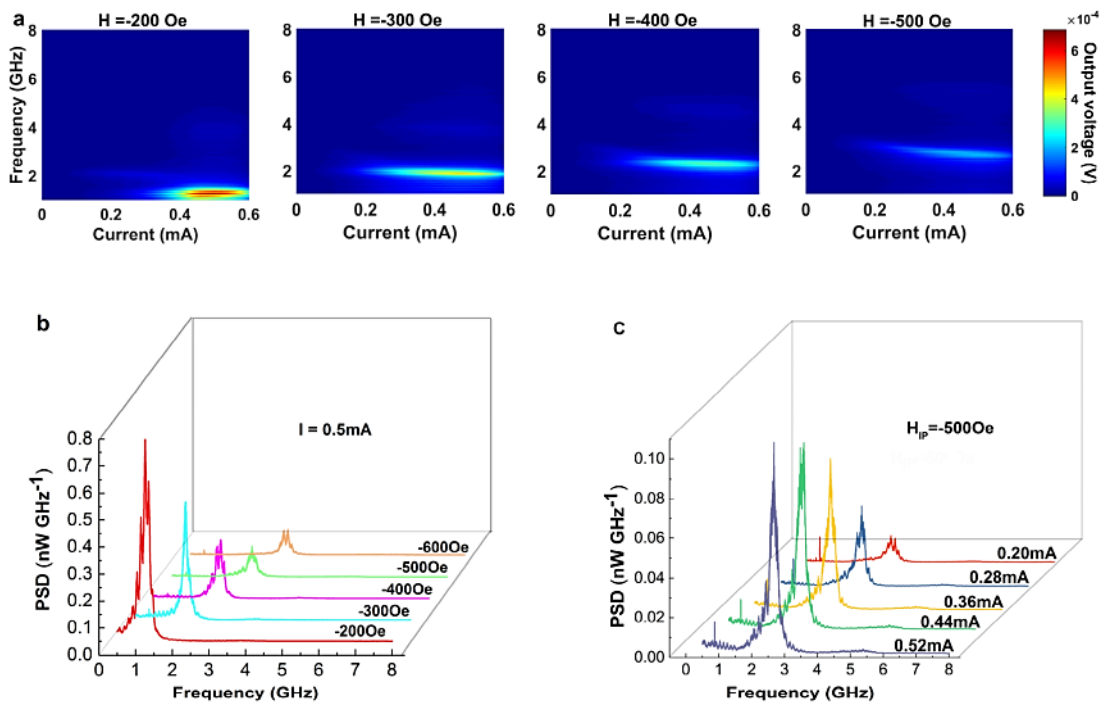 a
H =-200 Oe
H =-300 Oe
H =-400 Oe
H =-500 Oe
×10⁻⁴
Frequency (GHz)
8
6
4
2
8
6
4
2
8
6
4
2
8
6
4
2
6
4
2
0
Output voltage (V)
0 0.2 0.4 0.6
0 0.2 0.4 0.6
0 0.2 0.4 0.6
0 0.2 0.4 0.6
Current (mA)
Current (mA)
Current (mA)
Current (mA)
b
I = 0.5mA
PSD (nW GHz⁻¹)
0.8
0.7
0.6
0.5
0.4
0.3
0.2
0.1
0.0
-600Oe
-500Oe
-400Oe
-300Oe
-200Oe
0 1 2 3 4 5 6 7 8
Frequency (GHz)
c
H_IP=-500Oe
PSD (nW GHz⁻¹)
0.10
0.08
0.06
0.04
0.02
0.00
0.20mA
0.28mA
0.36mA
0.44mA
0.52mA
0 1 2 3 4 5 6 7 8
Frequency (GHz)